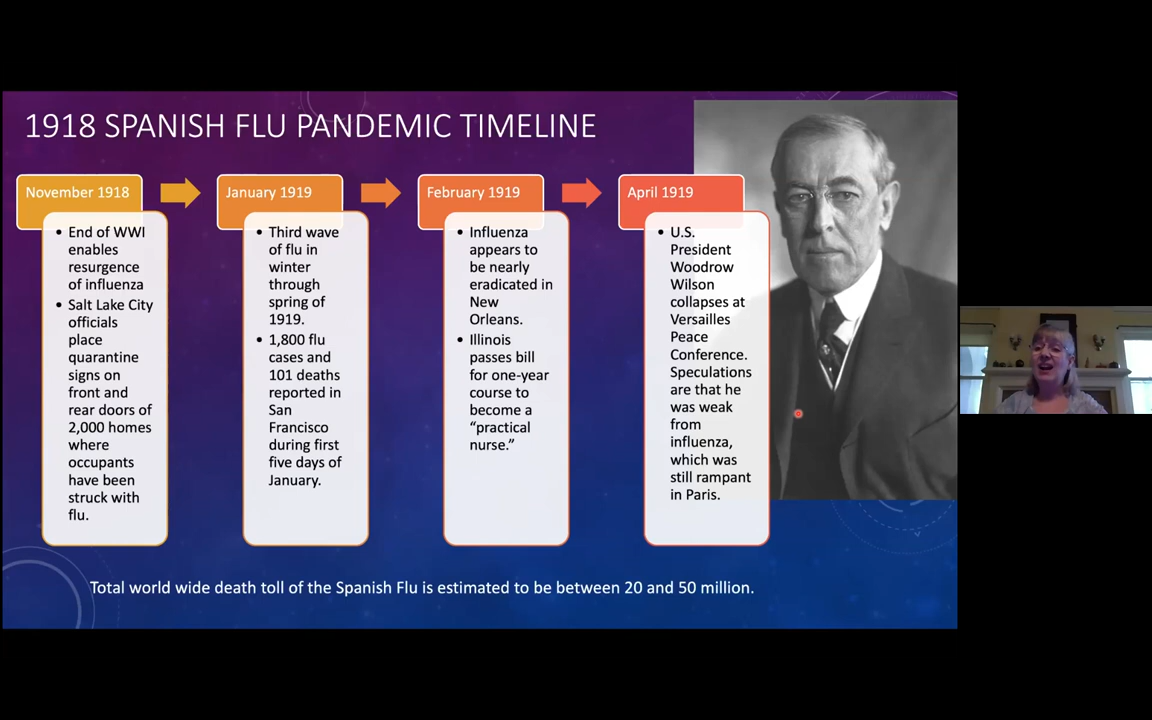 1918 SPANISH FLU PANDEMIC TIMELINE
November 1918
• End of WWI
enables
resurgence
of influenza
• Salt Lake City
officials
place
quarantine
signs on
front and
rear doors of
2,000 homes
where
occupants
have been
struck with
flu.
January 1919
• Third wave
of flu in
winter
through
spring of
1919.
• 1,800 flu
cases and
101 deaths
reported in
San
Francisco
during first
five days of
January.
February 1919
• Influenza
appears to
be nearly
eradicated in
New
Orleans.
• Illinois
passes bill
for one-year
course to
become a
“practical
nurse.”
April 1919
• U.S.
President
Woodrow
Wilson
collapses at
Versailles
Peace
Conference.
Speculations
are that he
was weak
from
influenza,
which was
still rampant
in Paris.
Total world wide death toll of the Spanish Flu is estimated to be between 20 and 50 million.